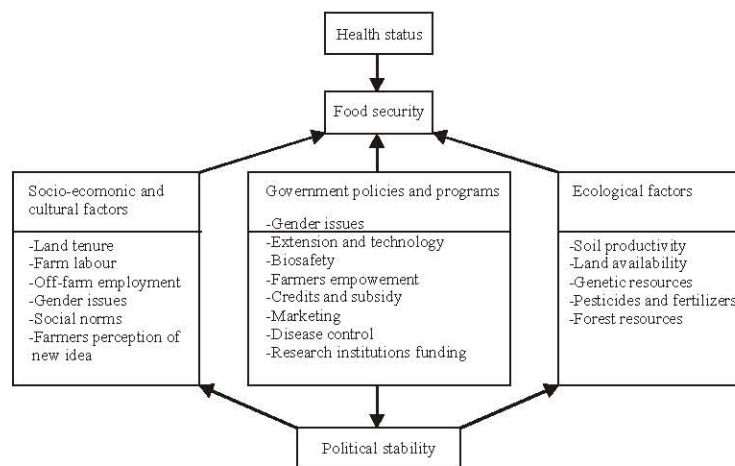 Health status
Food security
Socio-ecomonic and
cultural factors
-Land tenure
-Farm labour
-Off-farm employment
-Gender issues
-Social norms
-Farmers perception of
new idea
Government policies and programs
-Gender issues
-Extension and technology
-Biosafety
-Farmers empowement
-Credits and subsidy
-Marketing
-Disease control
-Research institutions funding
Ecological factors
-Soil productivity
-Land availability
-Genetic resources
-Pesticides and fertilizers
-Forest resources
Political stability